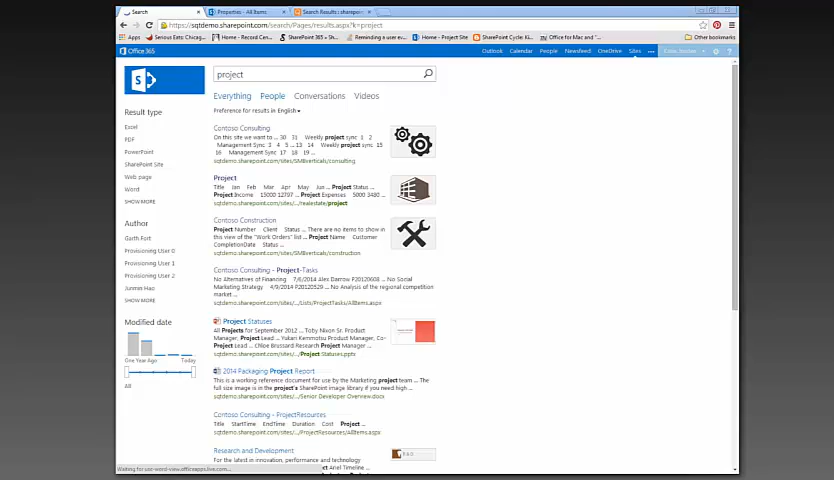 Search
Properties - All Items
Search Results : sharepo
https://sqtdemo.sharepoint.com/search/Pages/results.aspx?k=project
Apps
Serious Eats: Chicag...
Home - Record Cen
SharePoint 365 « Sh...
Reminding a user ev
Home - Project Site
SharePoint Cycle: Ki...
Office for Mac and "...
Other bookmarks
Office 365
Outlook Calendar People Newsfeed OneDrive Sites ...
project
Everything People Conversations Videos
Preference for results in English
Result type
Excel
PDF
PowerPoint
SharePoint Site
Web page
Word
SHOW MORE
Author
Garth Fort
Provisioning User 0
Provisioning User 1
Provisioning User 2
Junmin Hao
SHOW MORE
Modified date
One Year Ago Today
All
Contoso Consulting
On this site we want to ... 30 31 Weekly project sync 1 2
Management Sync 3 4 5 ... 13 14 Weekly project sync 15
16 Management Sync 17 18 19 ...
sqtdemo.sharepoint.com/sites/SMBverticals/consulting
Project
Title Jan Feb Mar Apr May Jun ... Project Status ...
Project Income 15000 12797 ... Project Expenses 5000 3480 ...
sqtdemo.sharepoint.com/sites/.../realestate/project
Contoso Construction
Project Number Client Status ... There are no items to show in
this view of the "Work Orders" list ... Project Name Customer
CompletionDate Status ...
sqtdemo.sharepoint.com/sites/SMBverticals/construction
Contoso Consulting - Project-Tasks
No Alternatives of Financing 7/6/2014 Alex Darrow P20120608 ... No Social
Marketing Strategy 4/9/2014 P20120529 ... No Analysis of the regional competition
market ...
sqtdemo.sharepoint.com/sites/.../Lists/ProjectTasks/AllItems.aspx
Project Statuses
All Projects for September 2012 ... Toby Nixon Sr. Product
Manager, Project Lead ... Yukari Kenmotsu Product Manager, Co-
Project Lead ... Chloe Brussard Research Project Manager ...
sqtdemo.sharepoint.com/sites/.../Project Statuses.pptx
2014 Packaging Project Report
This is a working reference document for use by the Marketing project team ... The
full size image is in the project's SharePoint image library if you need high ...
sqtdemo.sharepoint.com/sites/.../Senior Developer Overview.docx
Contoso Consulting - ProjectResources
Title StartTime EndTime Duration Cost Project ...
sqtdemo.sharepoint.com/sites/.../ProjectResources/AllItems.aspx
Research and Development
For the latest in innovation, performance and technology
ct Ariel Timeline ...
Waiting for use-word-view.officeapps.live.com...